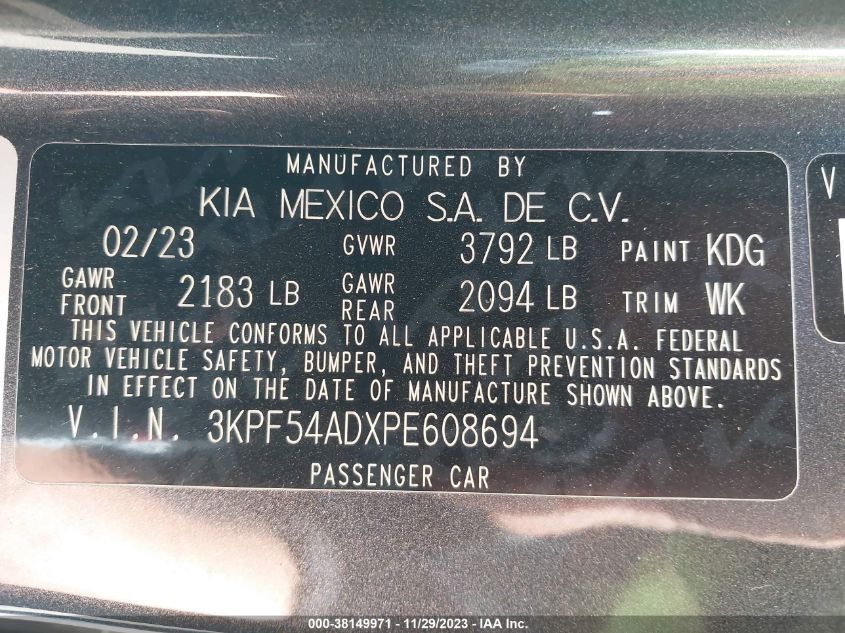 MANUFACTURED BY
KIA MEXICO S.A. DE C.V.
02/23 GVWR 3792 LB PAINT KDG
GAWR FRONT 2183 LB GAWR REAR 2094 LB TRIM WK
THIS VEHICLE CONFORMS TO ALL APPLICABLE U.S.A. FEDERAL
MOTOR VEHICLE SAFETY, BUMPER, AND THEFT PREVENTION STANDARDS
IN EFFECT ON THE DATE OF MANUFACTURE SHOWN ABOVE.
V.I.N. 3KPF54ADXPE608694
PASSENGER CAR
V
000-38149971 - 11/29/2023 - IAA Inc.